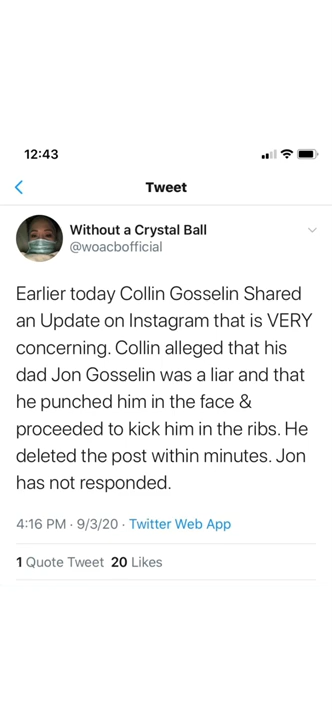 12:43
Tweet
Without a Crystal Ball
@woacbofficial
Earlier today Collin Gosselin Shared
an Update on Instagram that is VERY
concerning. Collin alleged that his
dad Jon Gosselin was a liar and that
he punched him in the face &
proceeded to kick him in the ribs. He
deleted the post within minutes. Jon
has not responded.
4:16 PM · 9/3/20 · Twitter Web App
1 Quote Tweet 20 Likes